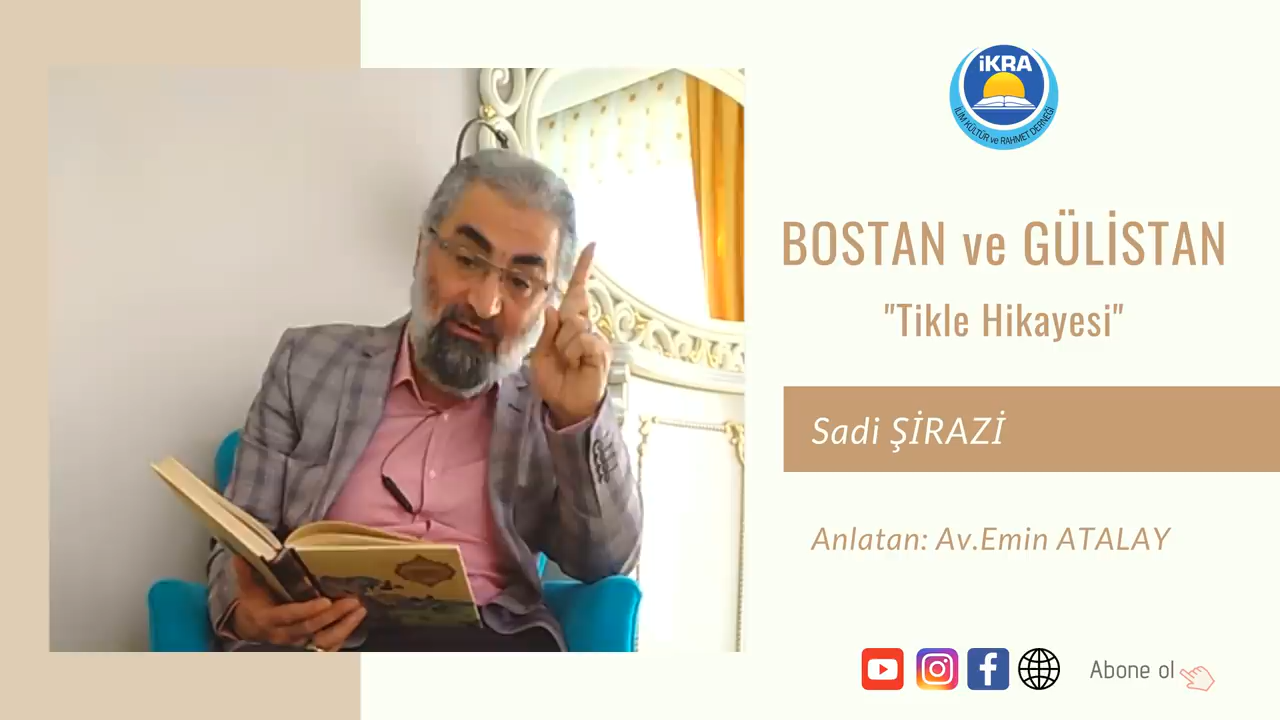 iKRA
İLİM KÜLTÜR ve RAHMET DERNEĞİ
BOSTAN ve GÜLİSTAN
"Tikle Hikayesi"
Sadi ŞİRAZİ
Anlatan: Av.Emin ATALAY
Abone ol